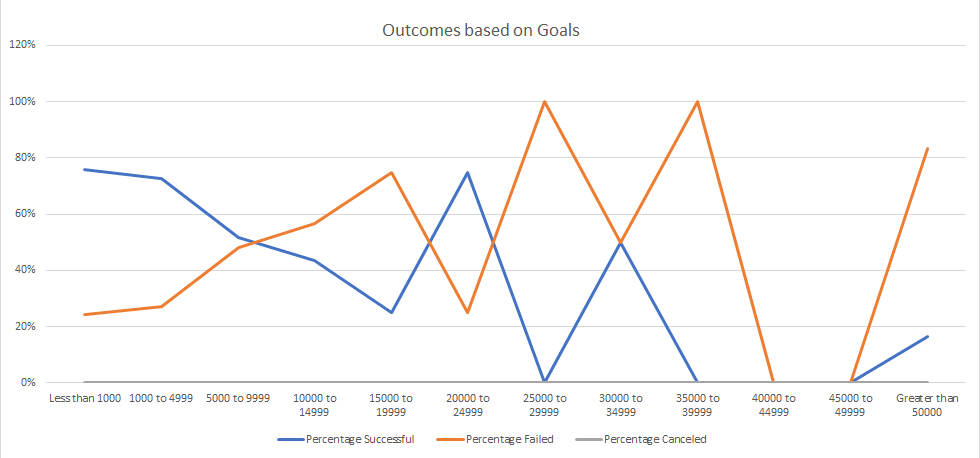 Outcomes based on Goals
120%
100%
80%
60%
40%
20%
0%
Less than 1000
1000 to 4999
5000 to 9999
10000 to
14999
15000 to
19999
20000 to
24999
25000 to
29999
30000 to
34999
35000 to
39999
40000 to
44999
45000 to
49999
Greater than
50000
Percentage Successful
Percentage Failed
Percentage Canceled